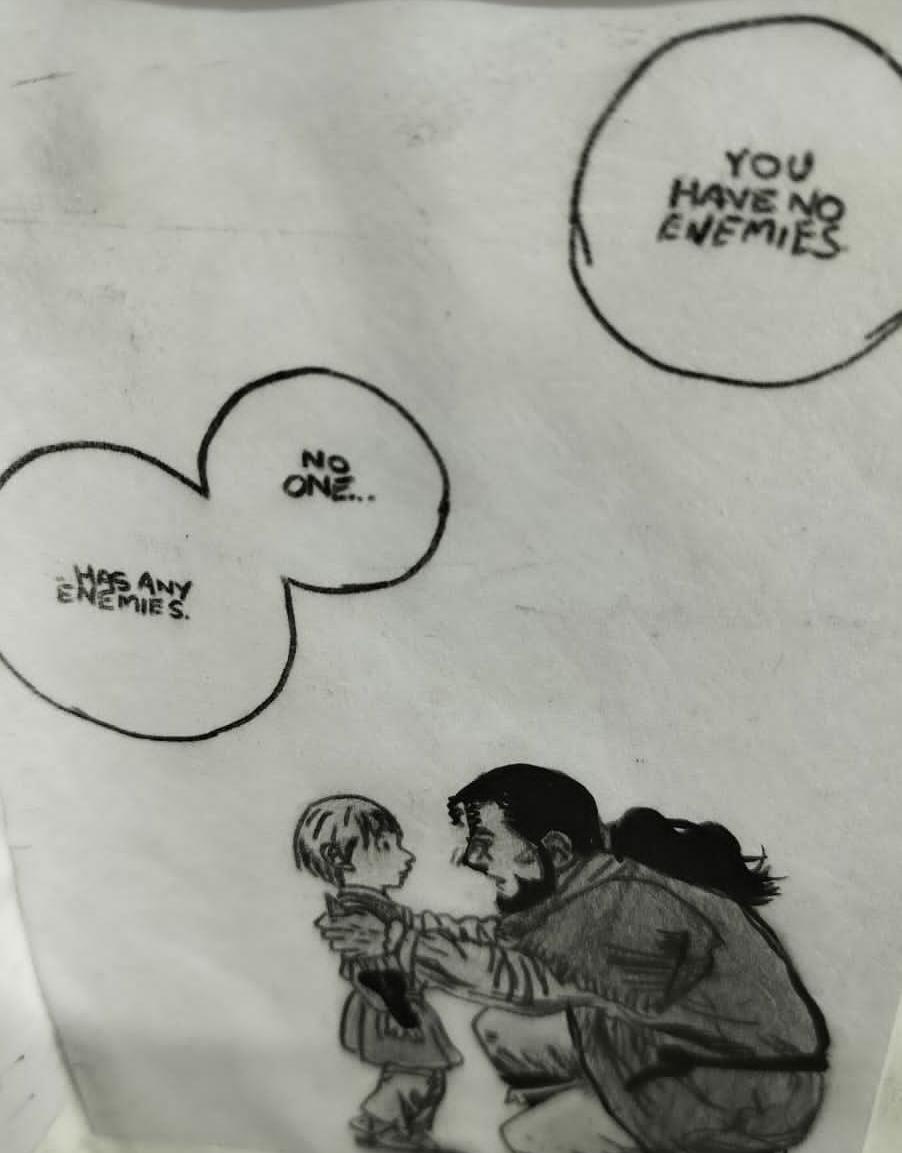 YOU
HAVE NO
ENEMIES
NO
ONE...
...HAS ANY
ENEMIES.